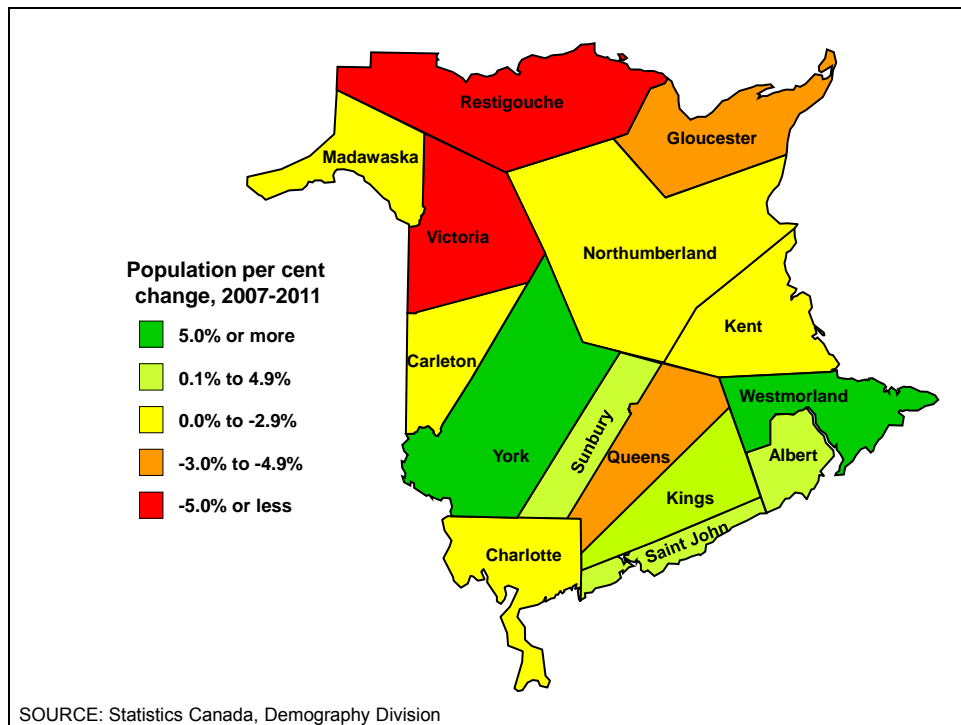 Restigouche
Gloucester
Madawaska
Victoria
Northumberland
Population per cent
change, 2007-2011
5.0% or more
0.1% to 4.9%
0.0% to -2.9%
-3.0% to -4.9%
-5.0% or less
Kent
Carleton
Westmorland
York
Sunbury
Queens
Albert
Kings
Saint John
Charlotte
SOURCE: Statistics Canada, Demography Division